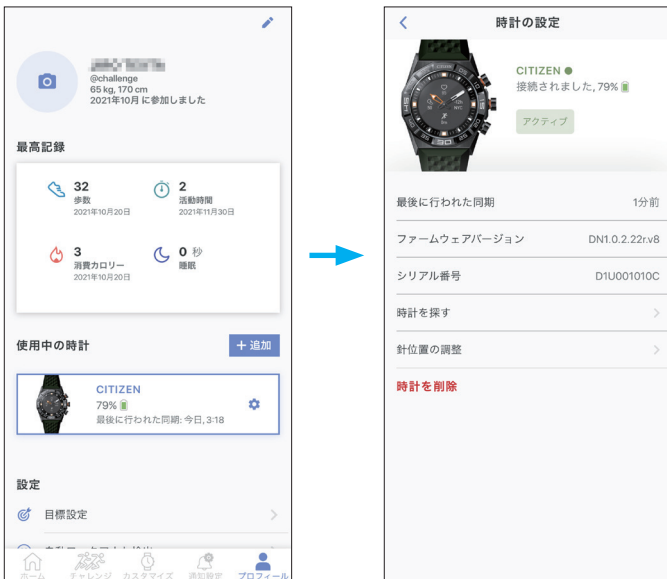 @challenge
65 kg, 170 cm
2021年10月 に参加しました
最高記録
32
歩数
2021年10月20日
2
活動時間
2021年11月30日
3
消費カロリー
2021年10月20日
0 秒
睡眠
使用中の時計
+ 追加
CITIZEN
79%
最後に行われた同期: 今日, 3:18
設定
目標設定
ホーム
チャレンジ
カスタマイズ
通知設定
プロフィール
時計の設定
CITIZEN
接続されました, 79%
アクティブ
最後に行われた同期 1分前
ファームウェアバージョン DN1.0.2.22r.v8
シリアル番号 D1U001010C
時計を探す
針位置の調整
時計を削除